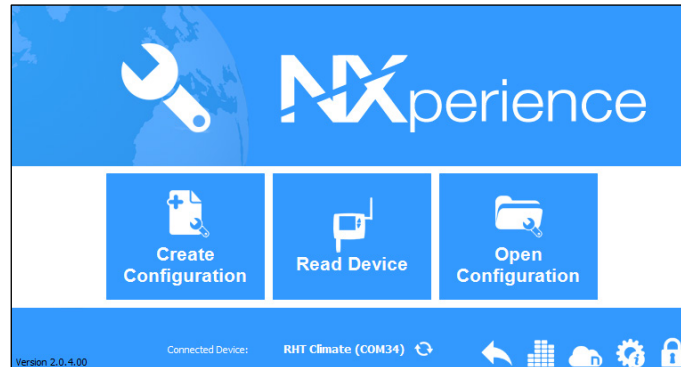 NXperience
Create
Configuration
Read Device
Open
Configuration
Connected Device:
RHT Climate (COM34)
n
Version 2.0.4.00